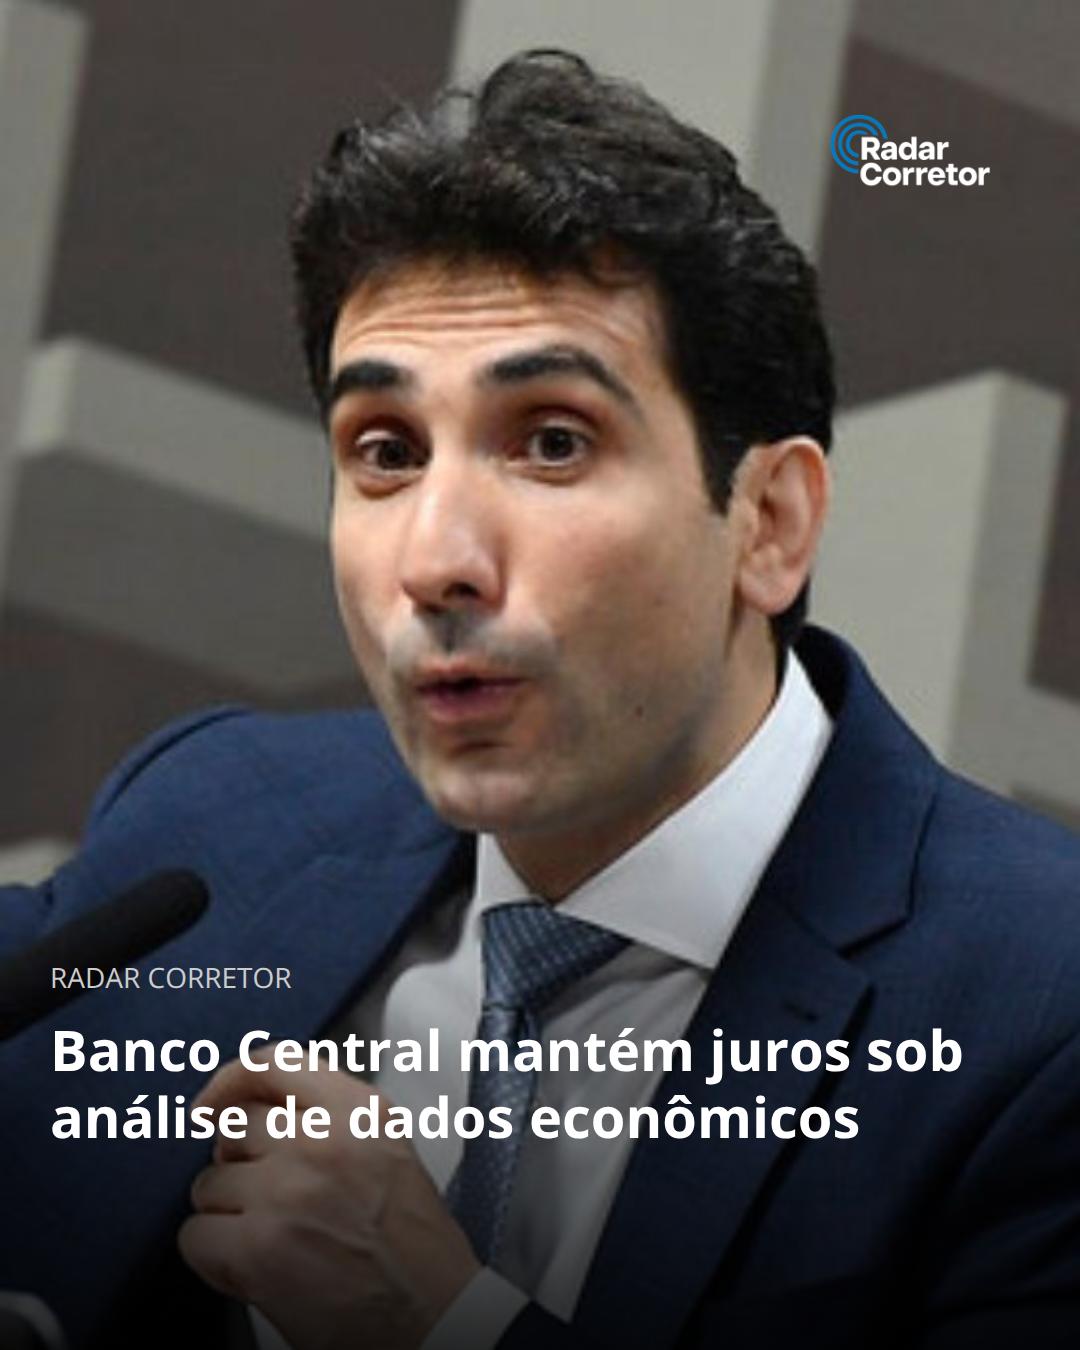 Radar
Corretor
RADAR CORRETOR
Banco Central mantém juros sob
análise de dados econômicos